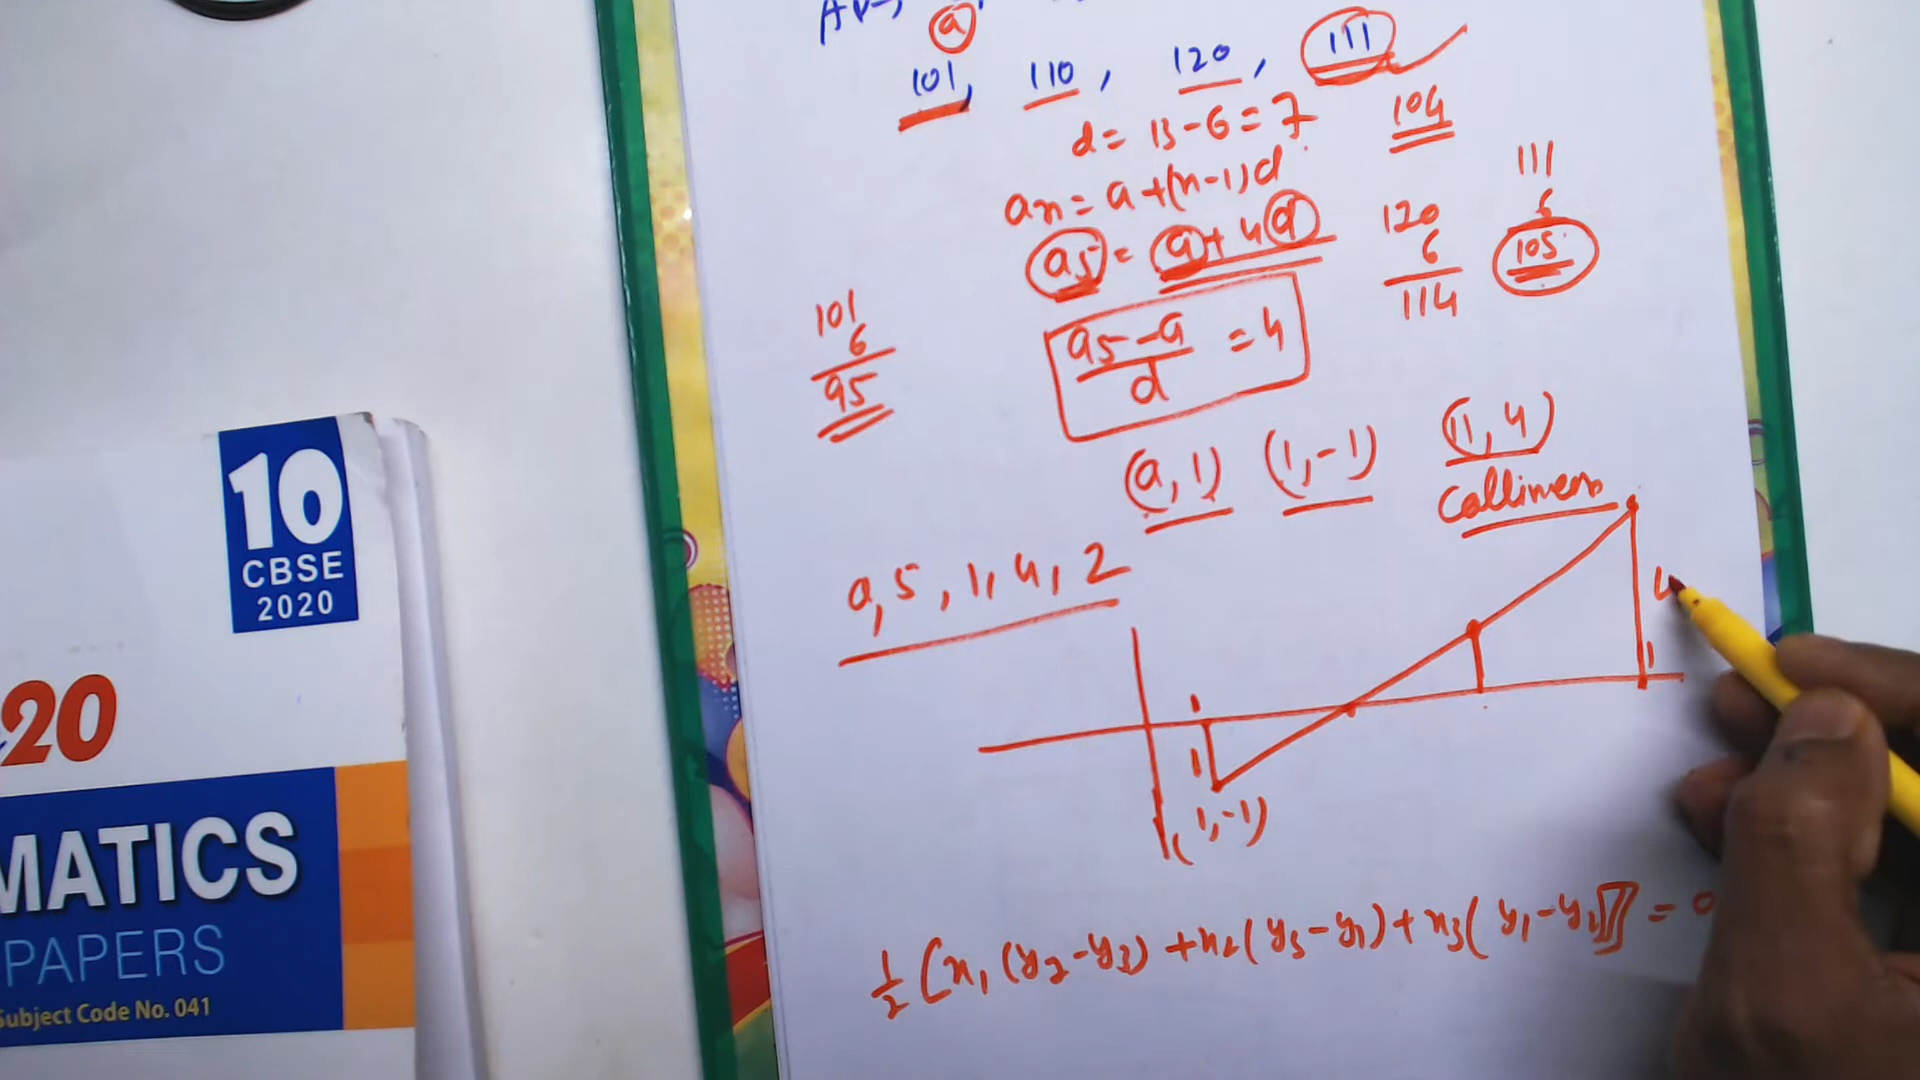 a
101, 110, 120, 111
d = 13-6 = 7
104
an = a+(n-1)d
a5 = a+4d
120
6
114
111
6
105
101
6
95
a5-a/d = 4
(a,1) (1,-1) (11,4)
Collinear
a, 5, 1, 4, 2
4
1
1
1
(1,-1)
1/2 [x1(y2-y3)+x2(y3-y1)+x3(y1-y2)] = 0
10
CBSE
2020
20
MATICS
PAPERS
Subject Code No. 041